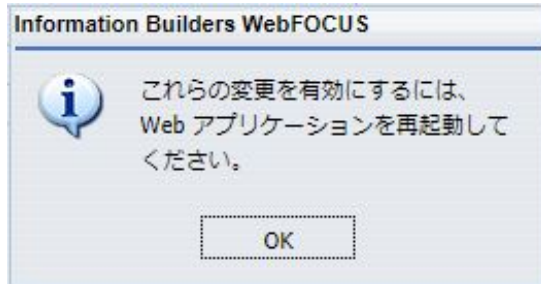 Information Builders WebFOCUS
これらの変更を有効にするには、
Web アプリケーションを再起動して
ください。
OK